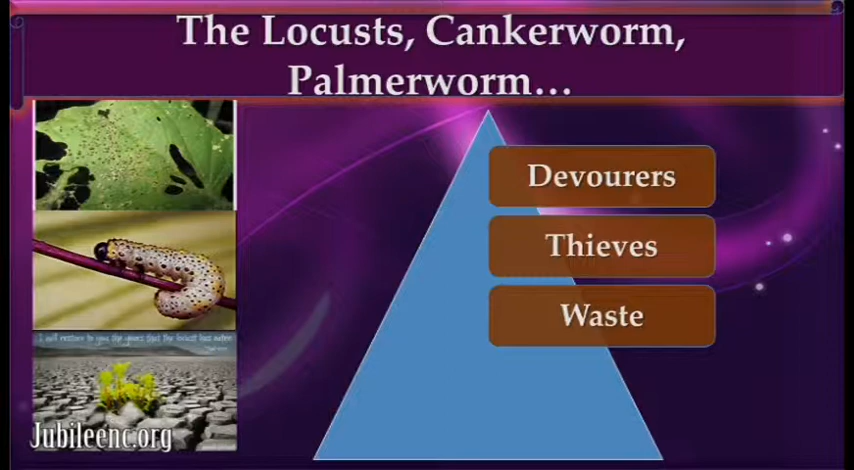 The Locusts, Cankerworm,
Palmerworm…
Devourers
Thieves
Waste
I will restore to you the years that the locust has eaten
Jubileenc.org